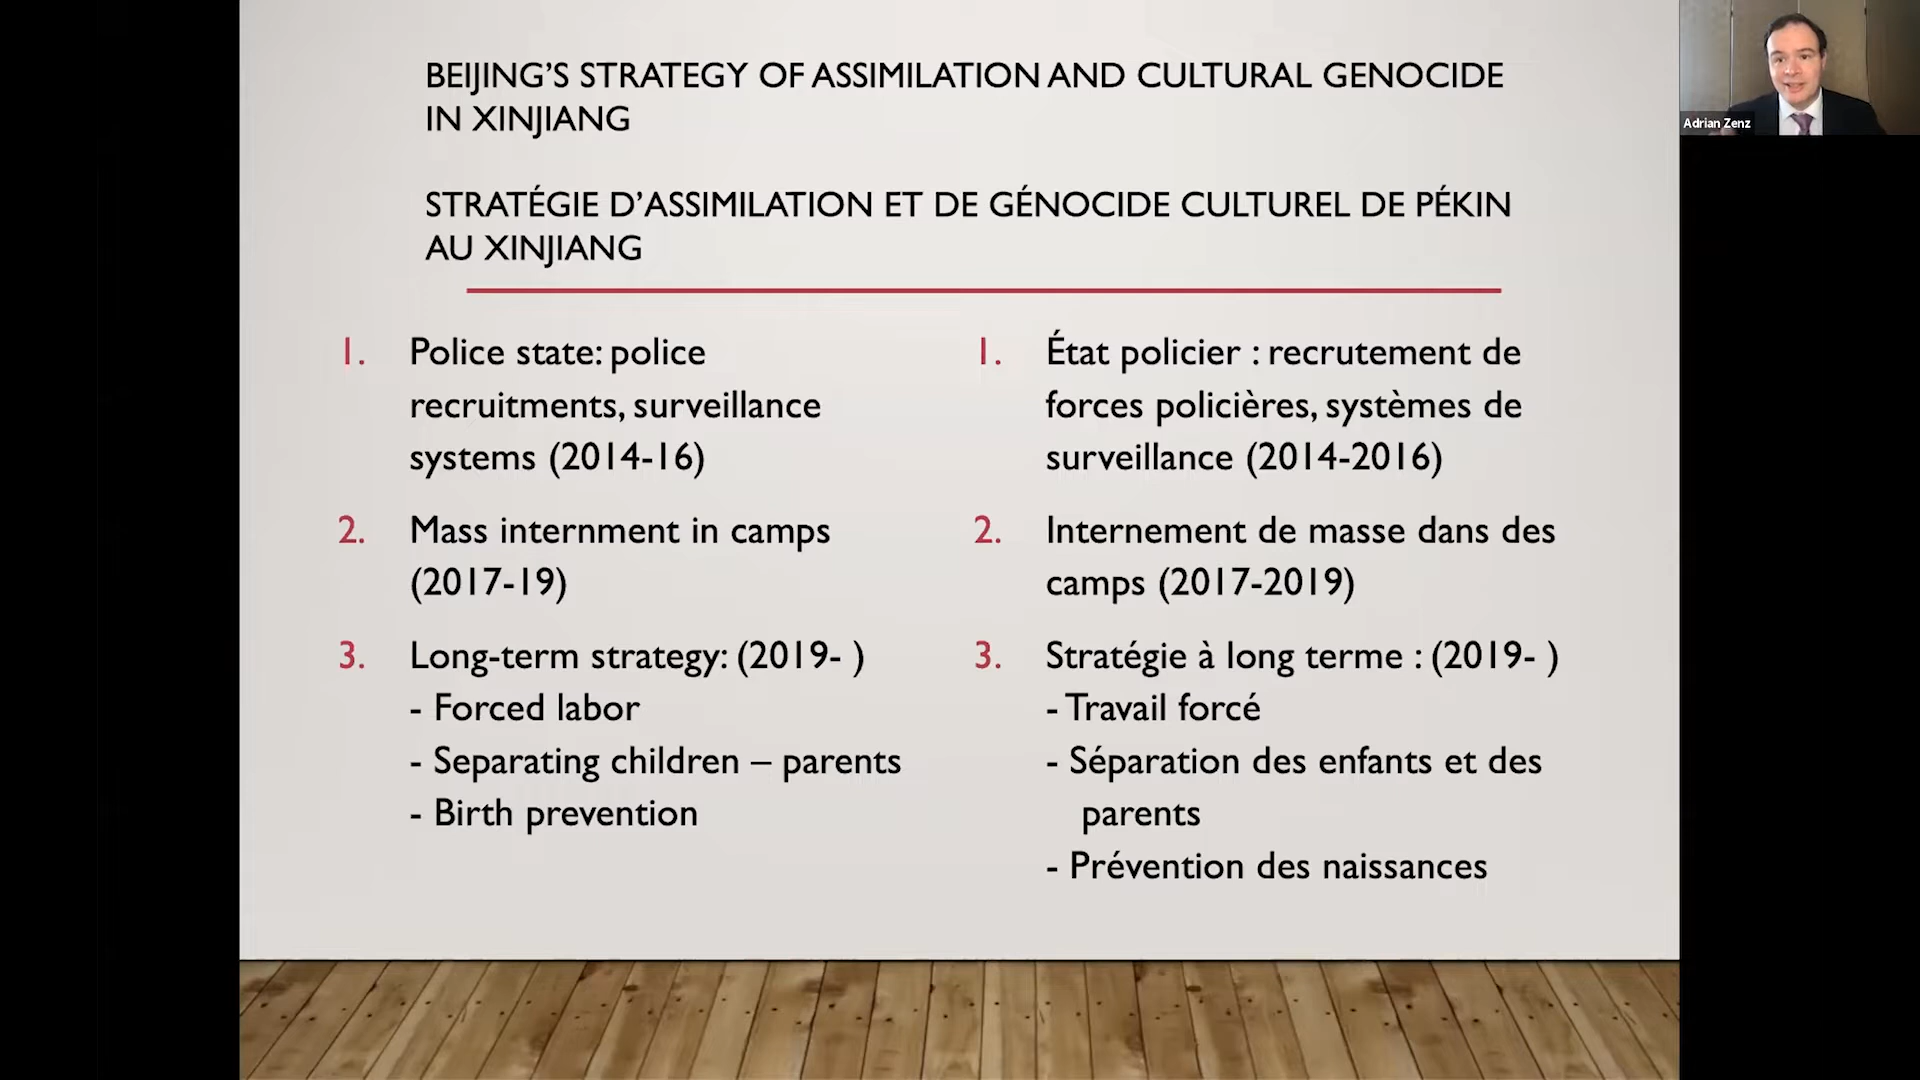 BEIJING'S STRATEGY OF ASSIMILATION AND CULTURAL GENOCIDE
IN XINJIANG
STRATÉGIE D'ASSIMILATION ET DE GÉNOCIDE CULTUREL DE PÉKIN
AU XINJIANG
1. Police state: police
recruitments, surveillance
systems (2014-16)
2. Mass internment in camps
(2017-19)
3. Long-term strategy: (2019- )
- Forced labor
- Separating children – parents
- Birth prevention
1. État policier : recrutement de
forces policières, systèmes de
surveillance (2014-2016)
2. Internement de masse dans des
camps (2017-2019)
3. Stratégie à long terme : (2019- )
- Travail forcé
- Séparation des enfants et des
parents
- Prévention des naissances
Adrian Zenz